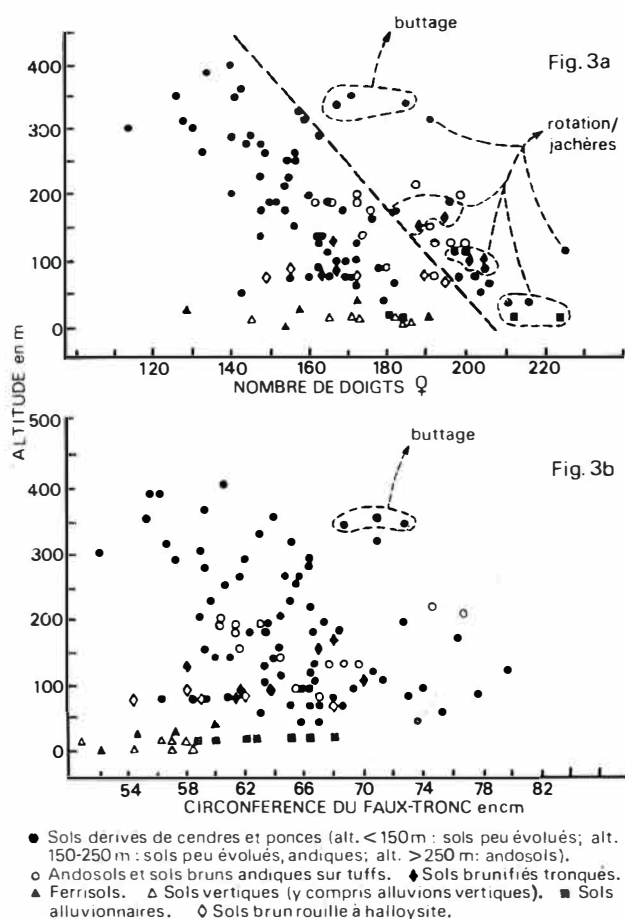 buttage
Fig. 3a
400
300
200
100
0
rotation/
jachères
120
140
160
180
200
220
NOMBRE DE DOIGTS ♀
ALTITUDE en m
500
400
300
200
100
0
buttage
Fig. 3b
54
58
62
66
70
74
78
82
CIRCONFERENCE DU FAUX-TRONC en cm
● Sols dérivés de cendres et ponces (alt. < 150 m : sols peu évolués; alt.
150-250 m : sols peu évolués, andiques; alt. > 250 m: andosols).
○ Andosols et sols bruns andiques sur tuffs. ♦ Sols brunifiés tronqués.
▲ Ferrisols. △ Sols vertiques (y compris alluvions vertiques). ■ Sols
alluvionnaires. ◊ Sols brun rouille à halloysite.